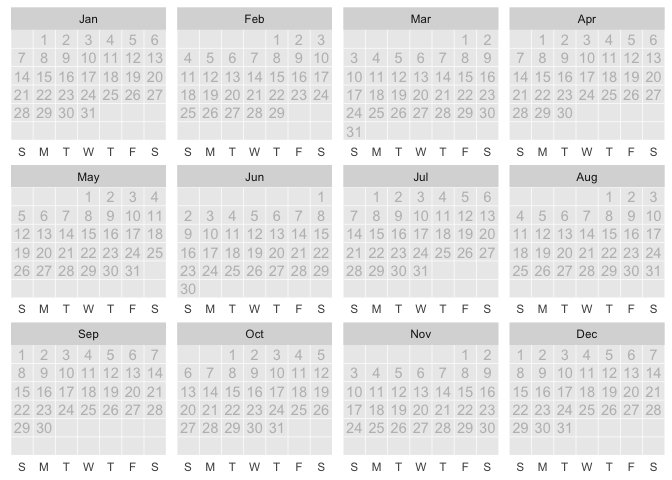 Jan Feb Mar Apr
1 2 3 4 5 6 1 2 3 1 2 1 2 3 4 5 6
7 8 9 10 11 12 13 4 5 6 7 8 9 10 3 4 5 6 7 8 9 7 8 9 10 11 12 13
14 15 16 17 18 19 20 11 12 13 14 15 16 17 10 11 12 13 14 15 16 14 15 16 17 18 19 20
21 22 23 24 25 26 27 18 19 20 21 22 23 24 17 18 19 20 21 22 23 21 22 23 24 25 26 27
28 29 30 31 25 26 27 28 29 24 25 26 27 28 29 30 28 29 30
31
S M T W T F S S M T W T F S S M T W T F S S M T W T F S
May Jun Jul Aug
1 2 3 4 1 1 2 3 4 5 6 1 2 3
5 6 7 8 9 10 11 2 3 4 5 6 7 8 7 8 9 10 11 12 13 4 5 6 7 8 9 10
12 13 14 15 16 17 18 9 10 11 12 13 14 15 14 15 16 17 18 19 20 11 12 13 14 15 16 17
19 20 21 22 23 24 25 16 17 18 19 20 21 22 21 22 23 24 25 26 27 18 19 20 21 22 23 24
26 27 28 29 30 31 23 24 25 26 27 28 29 28 29 30 31 25 26 27 28 29 30 31
30
S M T W T F S S M T W T F S S M T W T F S S M T W T F S
Sep Oct Nov Dec
1 2 3 4 5 6 7 1 2 3 4 5 1 2 1 2 3 4 5 6 7
8 9 10 11 12 13 14 6 7 8 9 10 11 12 3 4 5 6 7 8 9 8 9 10 11 12 13 14
15 16 17 18 19 20 21 13 14 15 16 17 18 19 10 11 12 13 14 15 16 15 16 17 18 19 20 21
22 23 24 25 26 27 28 20 21 22 23 24 25 26 17 18 19 20 21 22 23 22 23 24 25 26 27 28
29 30 27 28 29 30 31 24 25 26 27 28 29 30 29 30 31
S M T W T F S S M T W T F S S M T W T F S S M T W T F S